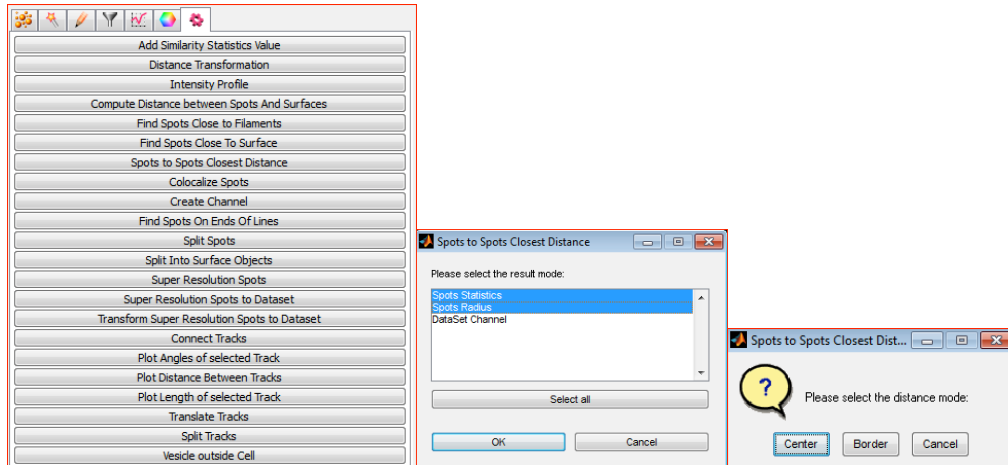 Add Similarity Statistics Value
Distance Transformation
Intensity Profile
Compute Distance between Spots And Surfaces
Find Spots Close to Filaments
Find Spots Close To Surface
Spots to Spots Closest Distance
Colocalize Spots
Create Channel
Find Spots On Ends Of Lines
Split Spots
Split Into Surface Objects
Super Resolution Spots
Super Resolution Spots to Dataset
Transform Super Resolution Spots to Dataset
Connect Tracks
Plot Angles of selected Track
Plot Distance Between Tracks
Plot Length of selected Track
Translate Tracks
Split Tracks
Vesicle outside Cell
Spots to Spots Closest Distance
Please select the result mode:
Spots Statistics
Spots Radius
DataSet Channel
Select all
OK Cancel
Spots to Spots Closest Dist...
?
Please select the distance mode:
Center Border Cancel